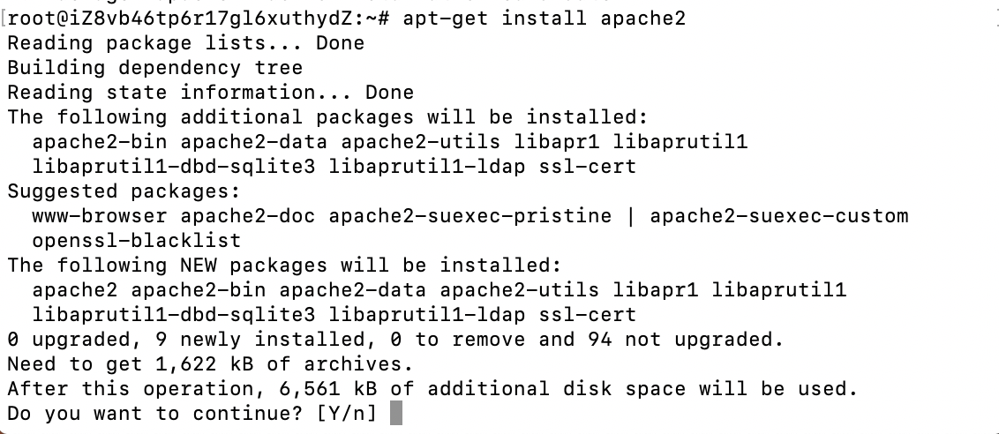 [root@iZ8vb46tp6r17gl6xuthydZ:~# apt-get install apache2
Reading package lists... Done
Building dependency tree
Reading state information... Done
The following additional packages will be installed:
  apache2-bin apache2-data apache2-utils libapr1 libaprutil1
  libaprutil1-dbd-sqlite3 libaprutil1-ldap ssl-cert
Suggested packages:
  www-browser apache2-doc apache2-suexec-pristine | apache2-suexec-custom
  openssl-blacklist
The following NEW packages will be installed:
  apache2 apache2-bin apache2-data apache2-utils libapr1 libaprutil1
  libaprutil1-dbd-sqlite3 libaprutil1-ldap ssl-cert
0 upgraded, 9 newly installed, 0 to remove and 94 not upgraded.
Need to get 1,622 kB of archives.
After this operation, 6,561 kB of additional disk space will be used.
Do you want to continue? [Y/n]